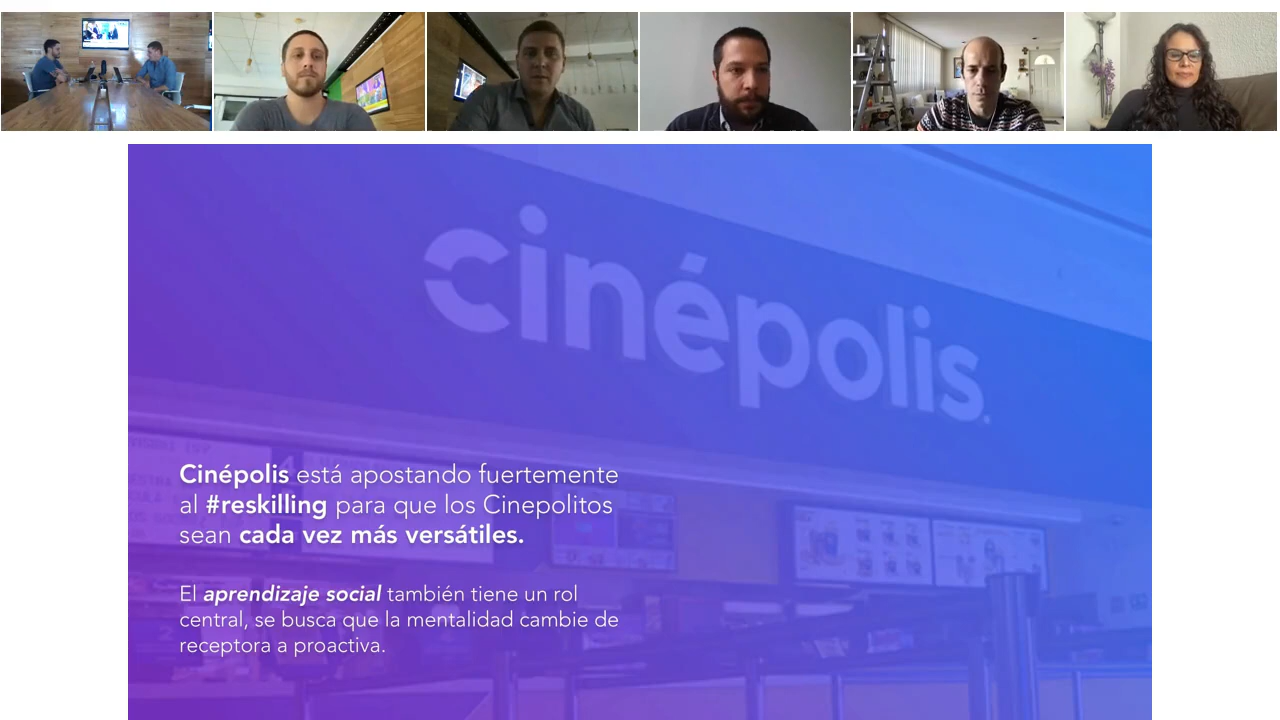 cinépolis.
Cinépolis está apostando fuertemente
al #reskilling para que los Cinepolitos
sean cada vez más versátiles.
El aprendizaje social también tiene un rol
central, se busca que la mentalidad cambie de
receptora a proactiva.